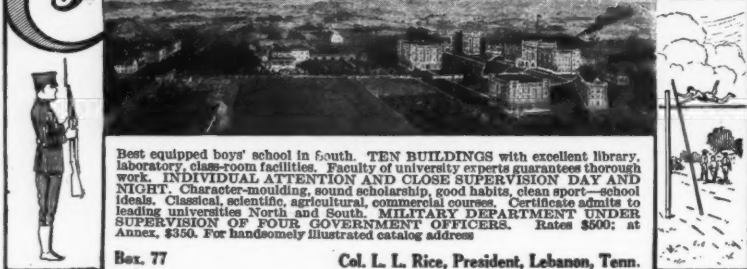 Best equipped boys' school in South. TEN BUILDINGS with excellent library,
laboratory, class-room facilities. Faculty of university experts guarantees thorough
work. INDIVIDUAL ATTENTION AND CLOSE SUPERVISION DAY AND
NIGHT. Character-moulding, sound scholarship, good habits, clean sport—school
ideals. Classical, scientific, agricultural, commercial courses. Certificate admits to
leading universities North and South. MILITARY DEPARTMENT UNDER
SUPERVISION OF FOUR GOVERNMENT OFFICERS. Rates $500; at
Annex, $350. For handsomely illustrated catalog address
Box. 77 Col. L. L. Rice, President, Lebanon, Tenn.